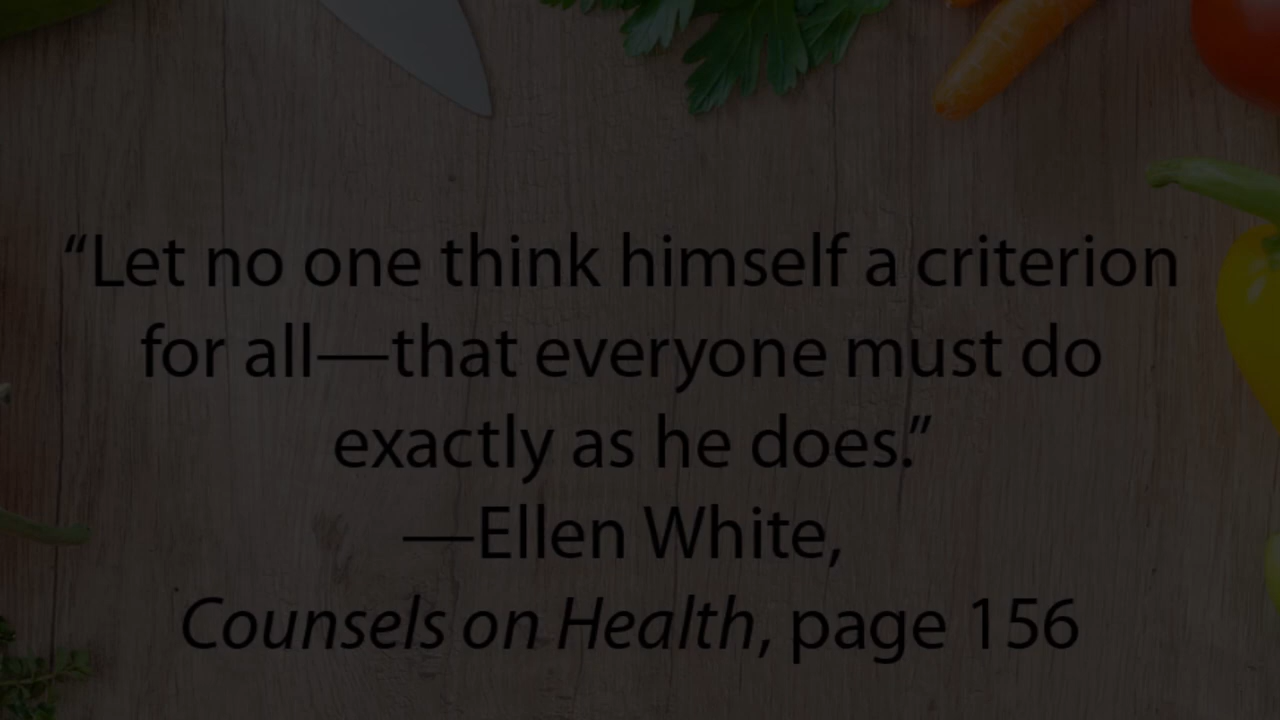 “Let no one think himself a criterion
for all—that everyone must do
exactly as he does.”
—Ellen White,
Counsels on Health, page 156